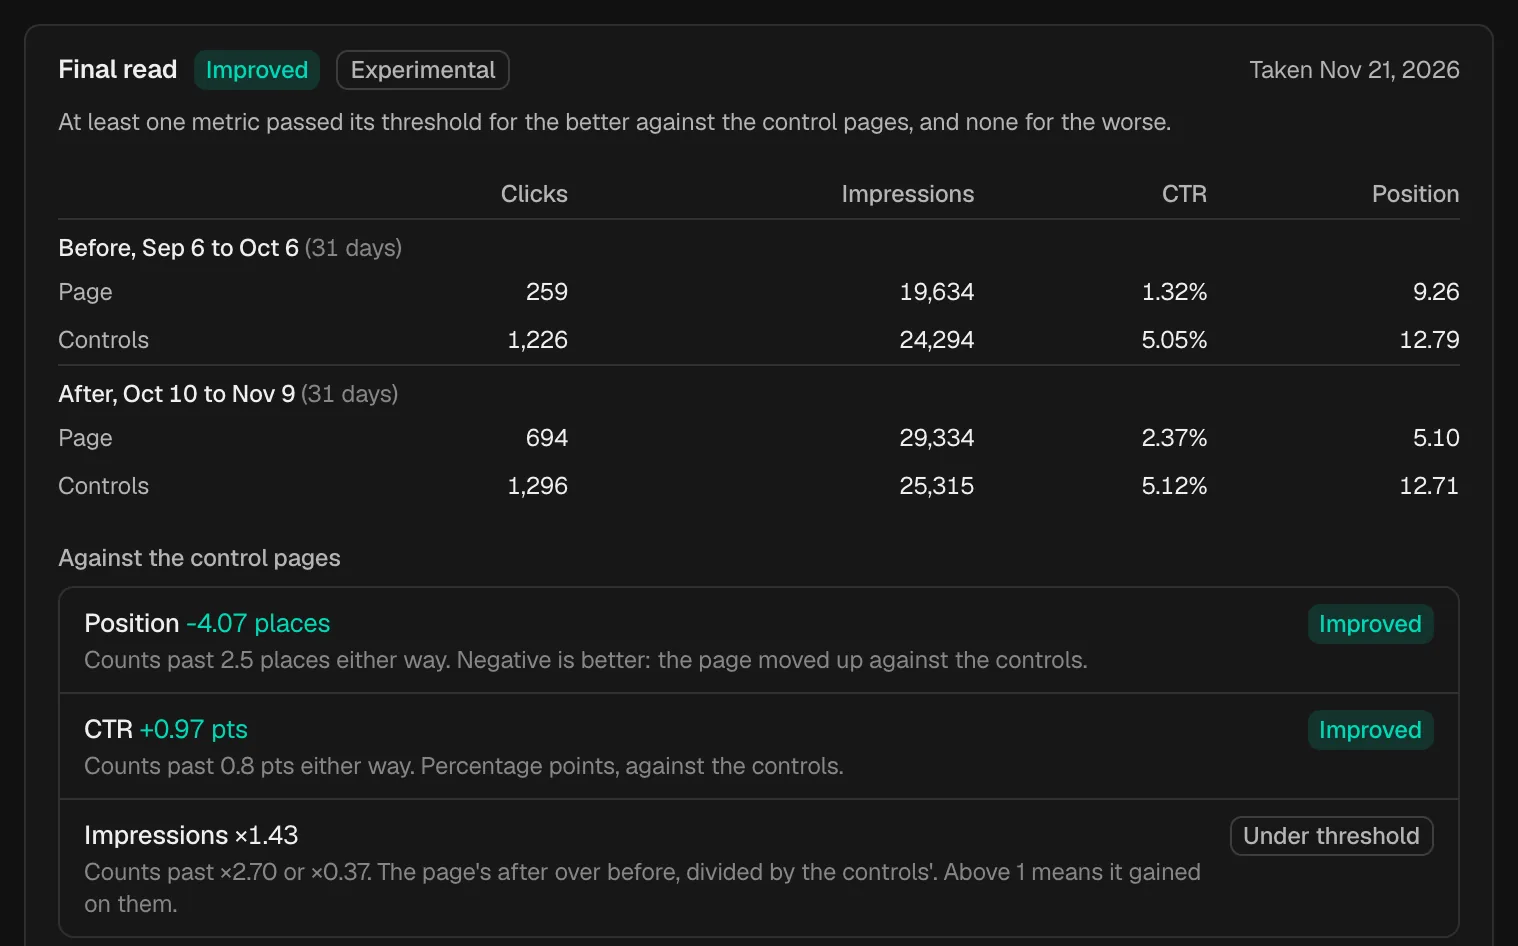 Final read Improved Experimental Taken Nov 21, 2026
At least one metric passed its threshold for the better against the control pages, and none for the worse.
Clicks Impressions CTR Position
Before, Sep 6 to Oct 6 (31 days)
Page 259 19,634 1.32% 9.26
Controls 1,226 24,294 5.05% 12.79
After, Oct 10 to Nov 9 (31 days)
Page 694 29,334 2.37% 5.10
Controls 1,296 25,315 5.12% 12.71
Against the control pages
Position -4.07 places Improved
Counts past 2.5 places either way. Negative is better: the page moved up against the controls.
CTR +0.97 pts Improved
Counts past 0.8 pts either way. Percentage points, against the controls.
Impressions ×1.43 Under threshold
Counts past ×2.70 or ×0.37. The page's after over before, divided by the controls'. Above 1 means it gained
on them.